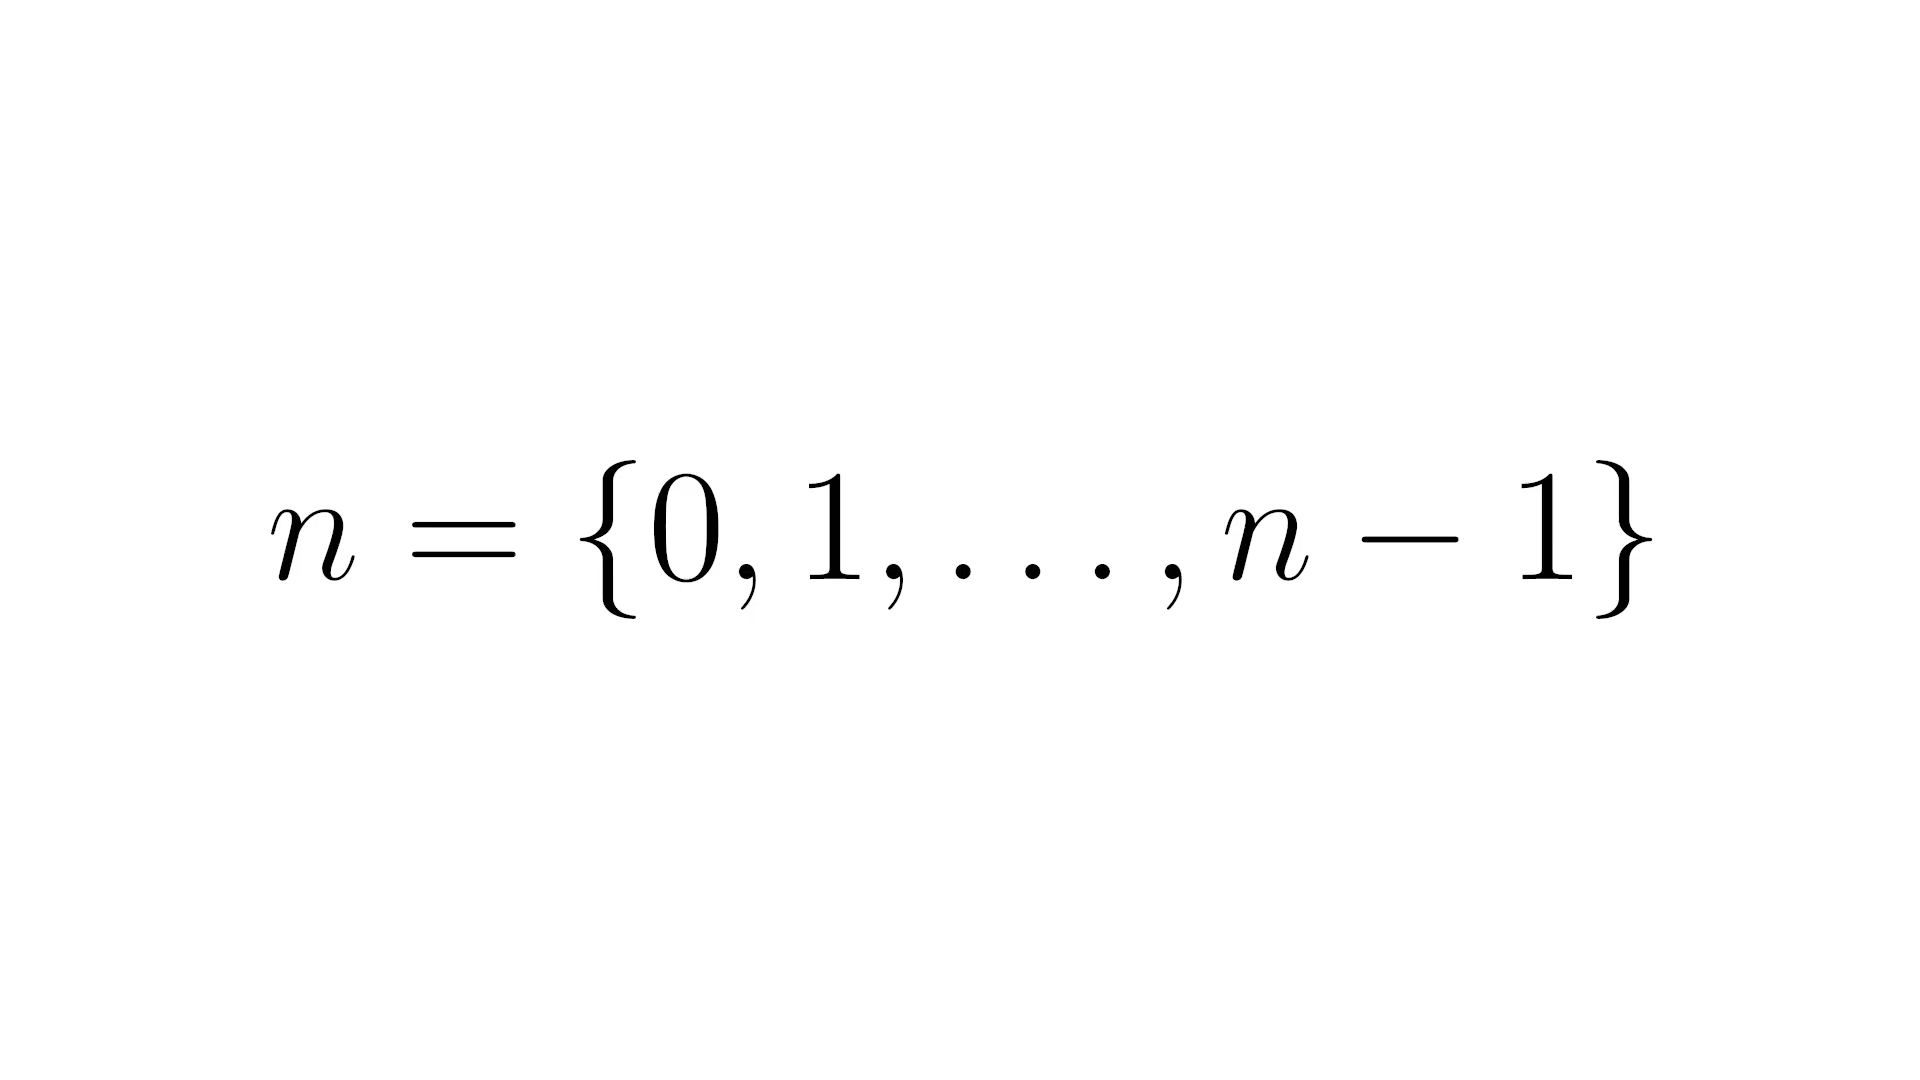 n = {0, 1, . . . , n − 1}